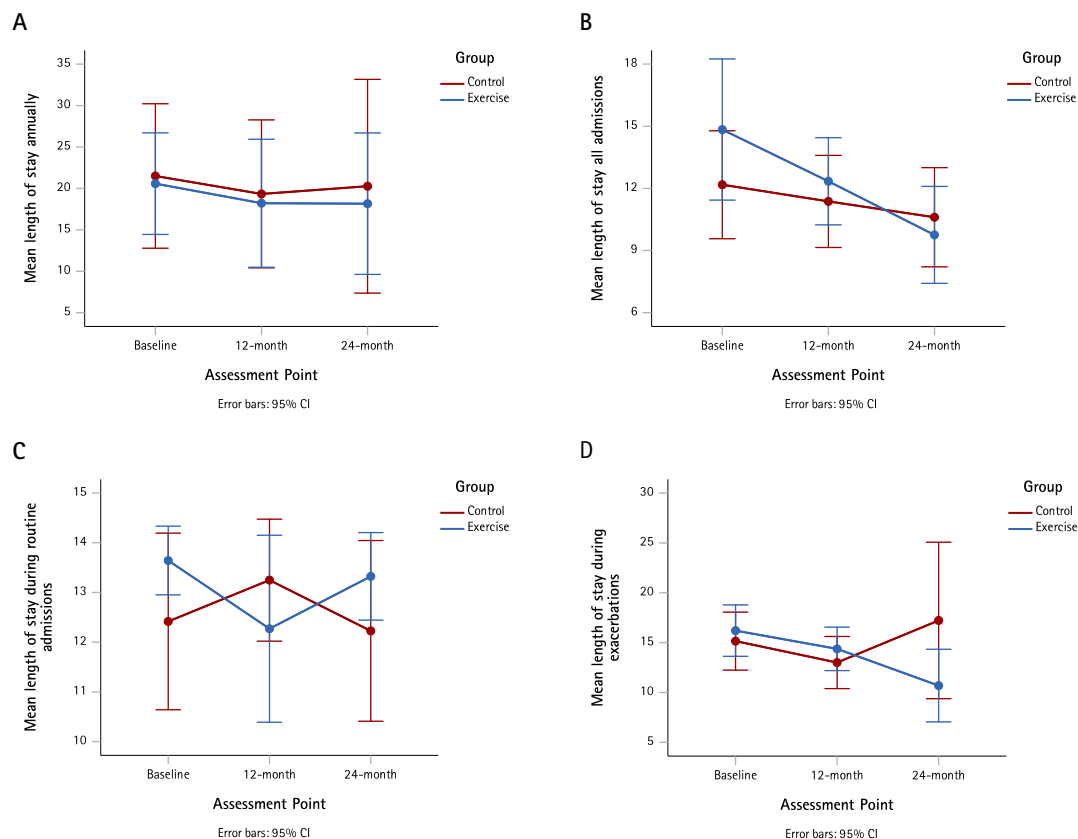 A
Group
Control
Exercise
Mean length of stay annually
35
30
25
20
15
10
5
Baseline
12-month
24-month
Assessment Point
Error bars: 95% CI
B
Group
Control
Exercise
Mean length of stay all admissions
18
15
12
9
6
Baseline
12-month
24-month
Assessment Point
Error bars: 95% CI
C
Group
Control
Exercise
Mean length of stay during routine
admissions
15
14
13
12
11
10
Baseline
12-month
24-month
Assessment Point
Error bars: 95% CI
D
Group
Control
Exercise
Mean length of stay during
exacerbations
30
25
20
15
10
5
Baseline
12-month
24-month
Assessment Point
Error bars: 95% CI